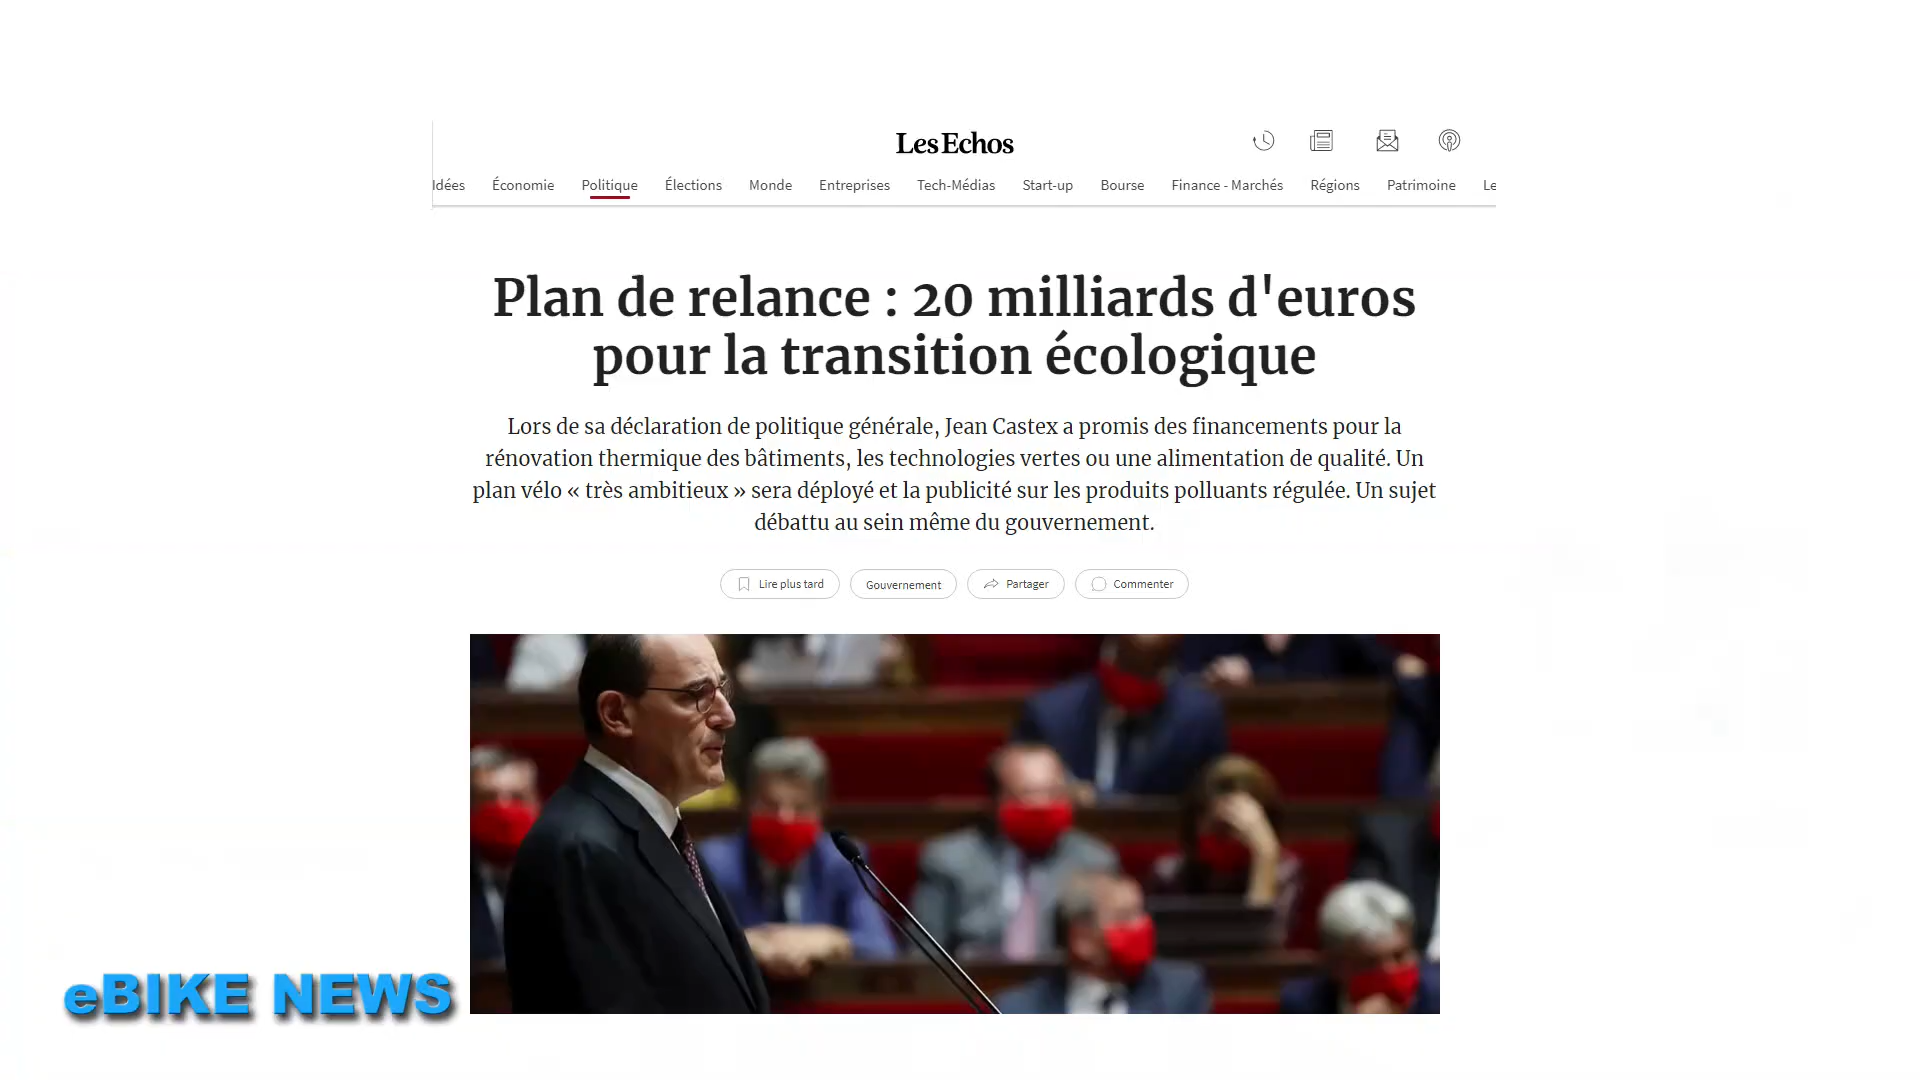 Les Echos
Idées Économie Politique Élections Monde Entreprises Tech-Médias Start-up Bourse Finance - Marchés Régions Patrimoine Le
Plan de relance : 20 milliards d'euros
pour la transition écologique
Lors de sa déclaration de politique générale, Jean Castex a promis des financements pour la
rénovation thermique des bâtiments, les technologies vertes ou une alimentation de qualité. Un
plan vélo « très ambitieux » sera déployé et la publicité sur les produits polluants régulée. Un sujet
débattu au sein même du gouvernement.
Lire plus tard Gouvernement Partager Commenter
eBIKE NEWS